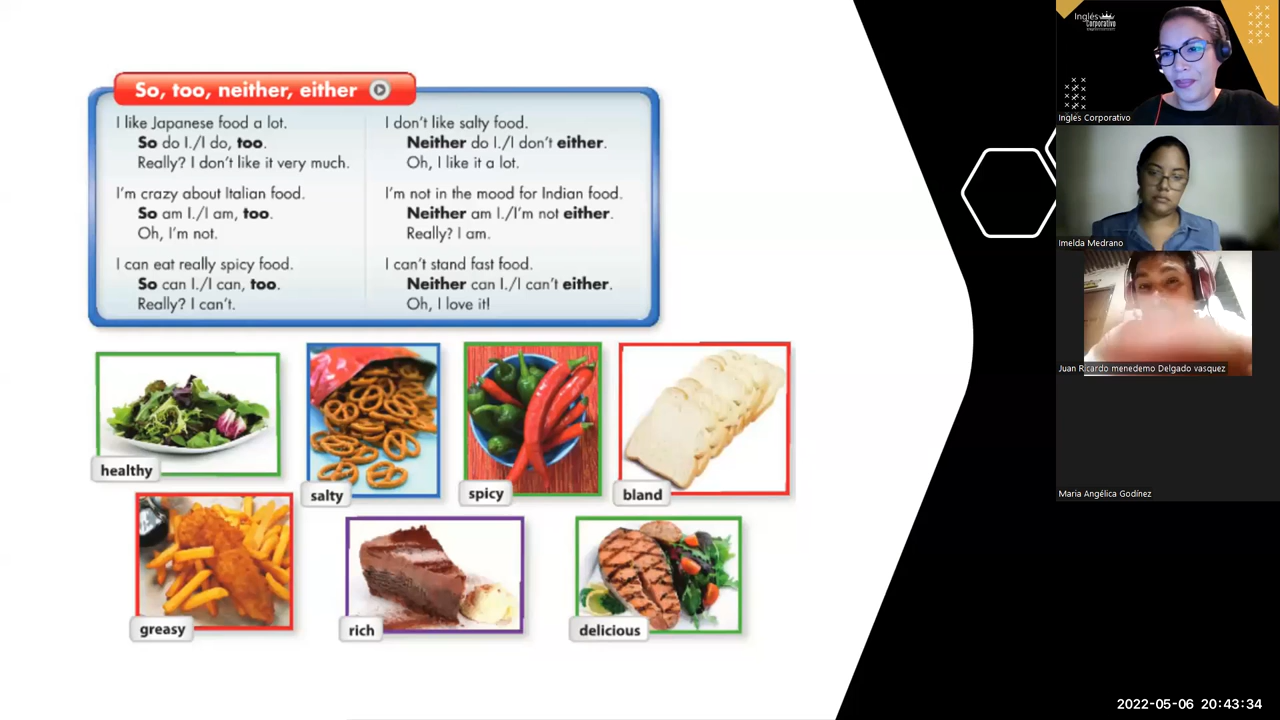 So, too, neither, either
I like Japanese food a lot.
So do I./I do, too.
Really? I don't like it very much.
I'm crazy about Italian food.
So am I./I am, too.
Oh, I'm not.
I can eat really spicy food.
So can I./I can, too.
Really? I can't.
I don't like salty food.
Neither do I./I don't either.
Oh, I like it a lot.
I'm not in the mood for Indian food.
Neither am I./I'm not either.
Really? I am.
I can't stand fast food.
Neither can I./I can't either.
Oh, I love it!
healthy
salty
spicy
bland
greasy
rich
delicious
Inglés
Corporativo
Inglés Corporativo
Imelda Medrano
Juan Ricardo menedemo Delgado vasquez
Maria Angélica Godínez
2022-05-06 20:43:34